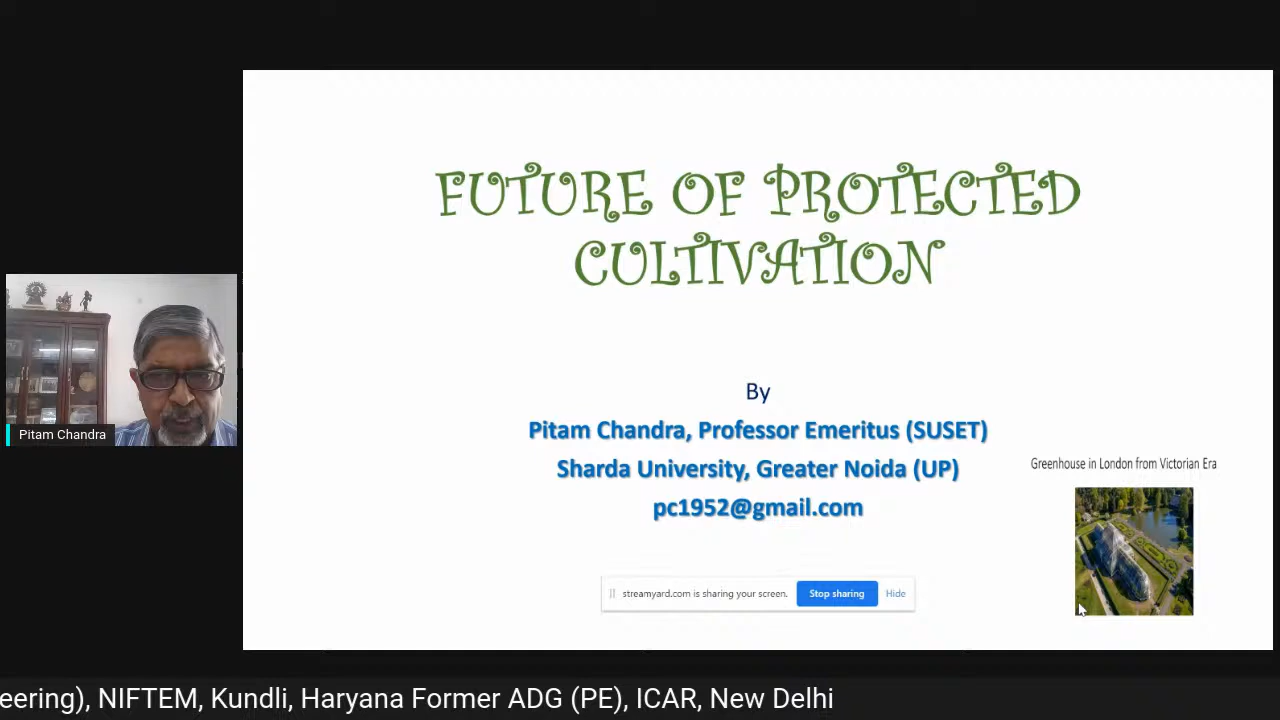 FUTURE OF PROTECTED
CULTIVATION
By
Pitam Chandra, Professor Emeritus (SUSET)
Sharda University, Greater Noida (UP)
pc1952@gmail.com
Greenhouse in London from Victorian Era
Pitam Chandra
streamyard.com is sharing your screen. Stop sharing Hide
eering), NIFTEM, Kundli, Haryana Former ADG (PE), ICAR, New Delhi